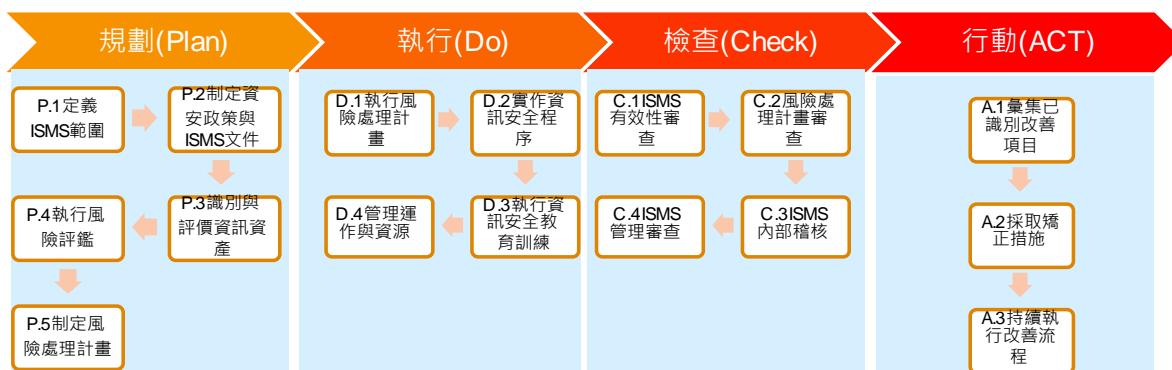 規劃(Plan)
執行(Do)
檢查(Check)
行動(ACT)
P.1定義
ISMS範圍
P.2制定資
安政策與
ISMS文件
P.3識別與
評價資訊資
產
P.4執行風
險評鑑
P.5制定風
險處理計畫
D.1執行風
險處理計
畫
D.2實作資
訊安全程
序
D.3執行資
訊安全教
育訓練
D.4管理運
作與資源
C.1ISMS
有效性審
查
C.2風險處
理計畫審
查
C.3ISMS
內部稽核
C.4ISMS
管理審查
A.1彙集已
識別改善
項目
A.2採取矯
正措施
A.3持續執
行改善流
程